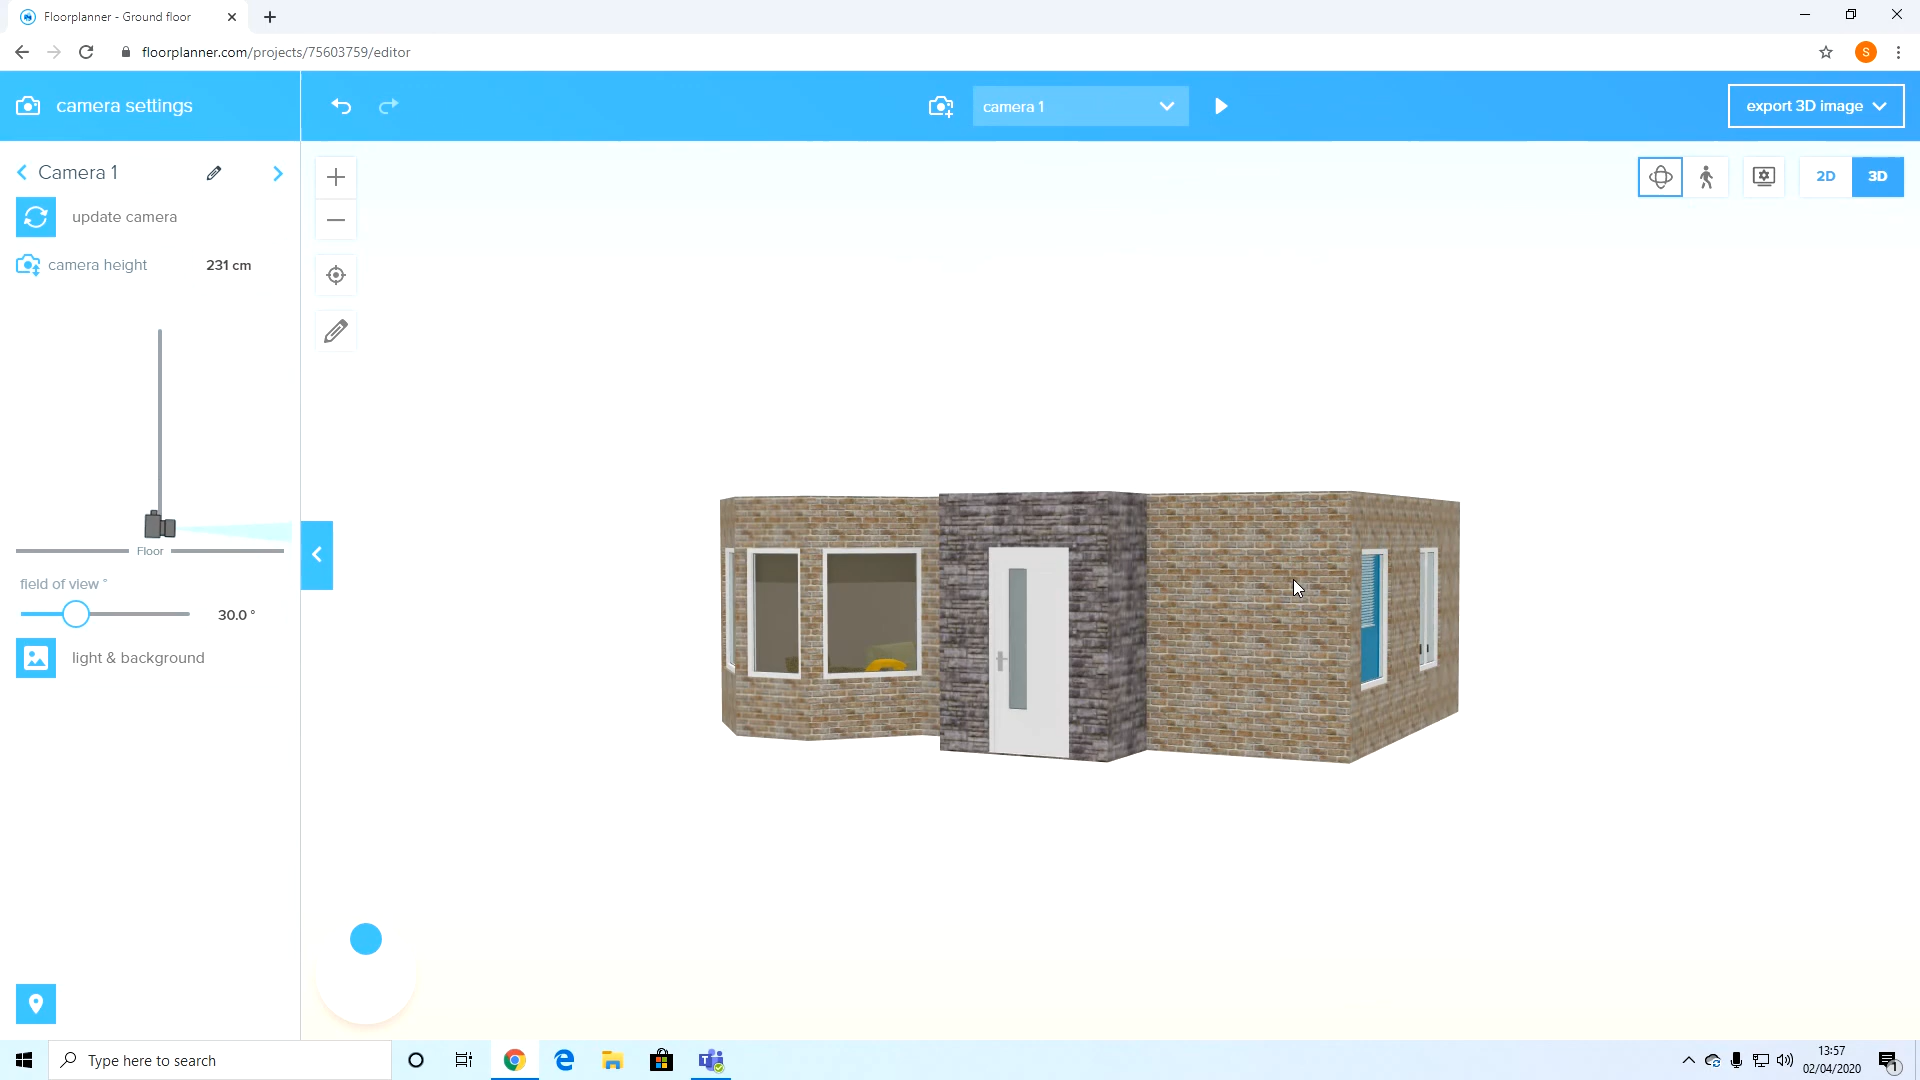 Floorplanner - Ground floor
floorplanner.com/projects/75603759/editor
S
camera settings
camera 1
export 3D image
Camera 1
2D
3D
update camera
camera height
231 cm
Floor
field of view °
30.0 °
light & background
Type here to search
T
13:57
02/04/2020
1